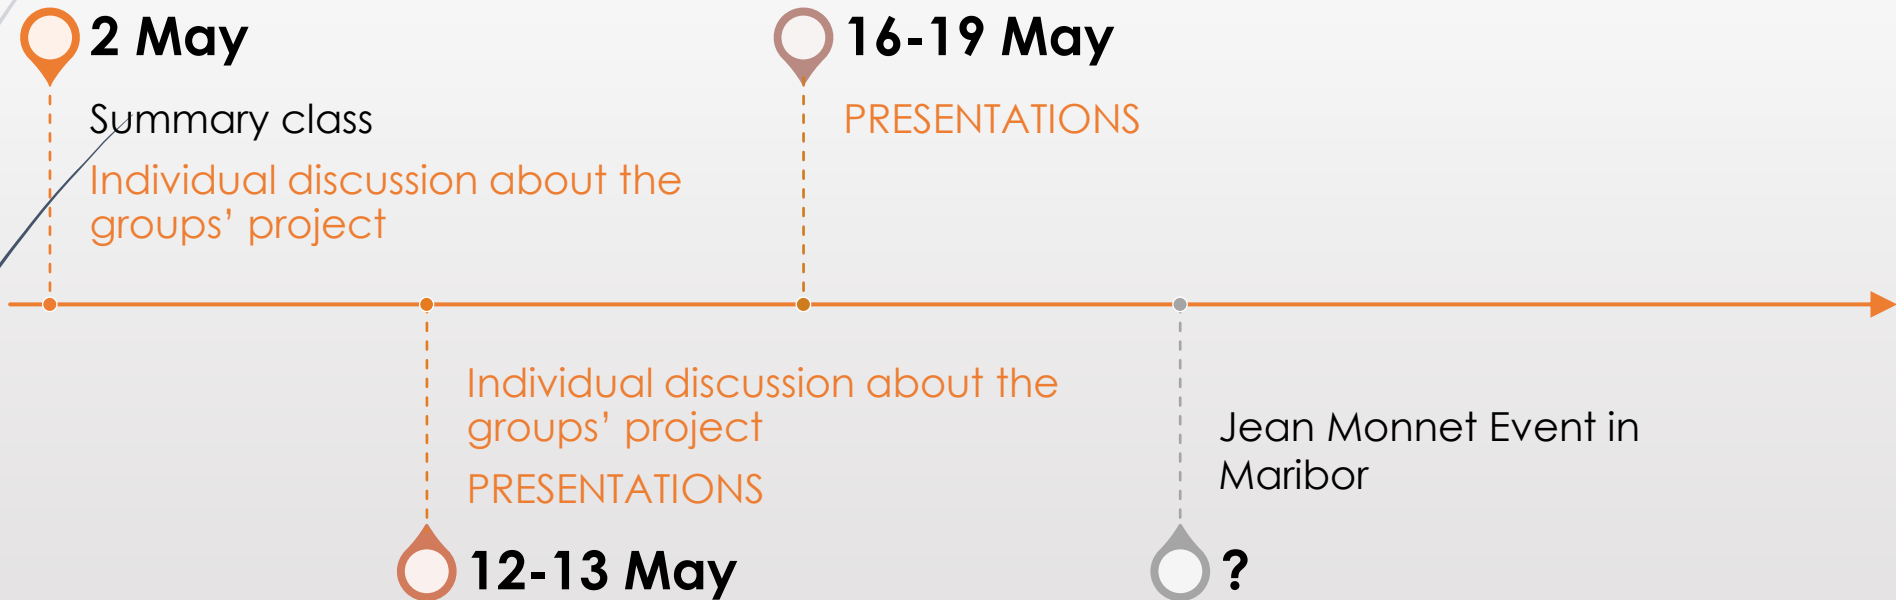 2 May
Summary class
Individual discussion about the
groups’ project
16-19 May
PRESENTATIONS
Individual discussion about the
groups’ project
PRESENTATIONS
12-13 May
Jean Monnet Event in
Maribor
?